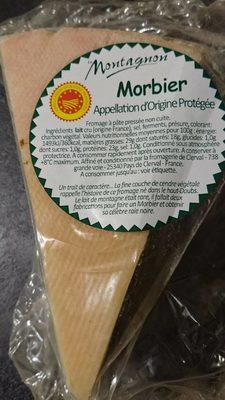 Montagnon
Morbier
Appellation d'Origine Protégée
Fromage à pâte pressée non cuite.
Ingrédients : lait cru (origine France), sel, ferments, présure, colorant:
charbon végétal. Valeurs nutritionnelles moyennes pour 100g : énergie:
1493kJ/360kcal, matières grasses: 29g, dont saturés: 18g, glucides: 1,0g
dont sucres: 1,0g, protéines: 23g, sel: 1,0g. Conditionné sous atmosphère
protectrice. A consommer rapidement après ouverture. A conserver à
+8°C maximum. Affiné et conditionné par la fromagerie de Clerval - 738
grande rue - 25340 Pays de Clerval - France.
A consommer jusqu'au : voir étiquette.
Un trait de caractère... La fine couche de cendre végétale
rappelle l'histoire de ce fromage né dans le haut-Doubs.
Le lait de montagne étant rare, il fallait deux
fabrications pour faire un Morbier et obtenir
sa célèbre raie noire.